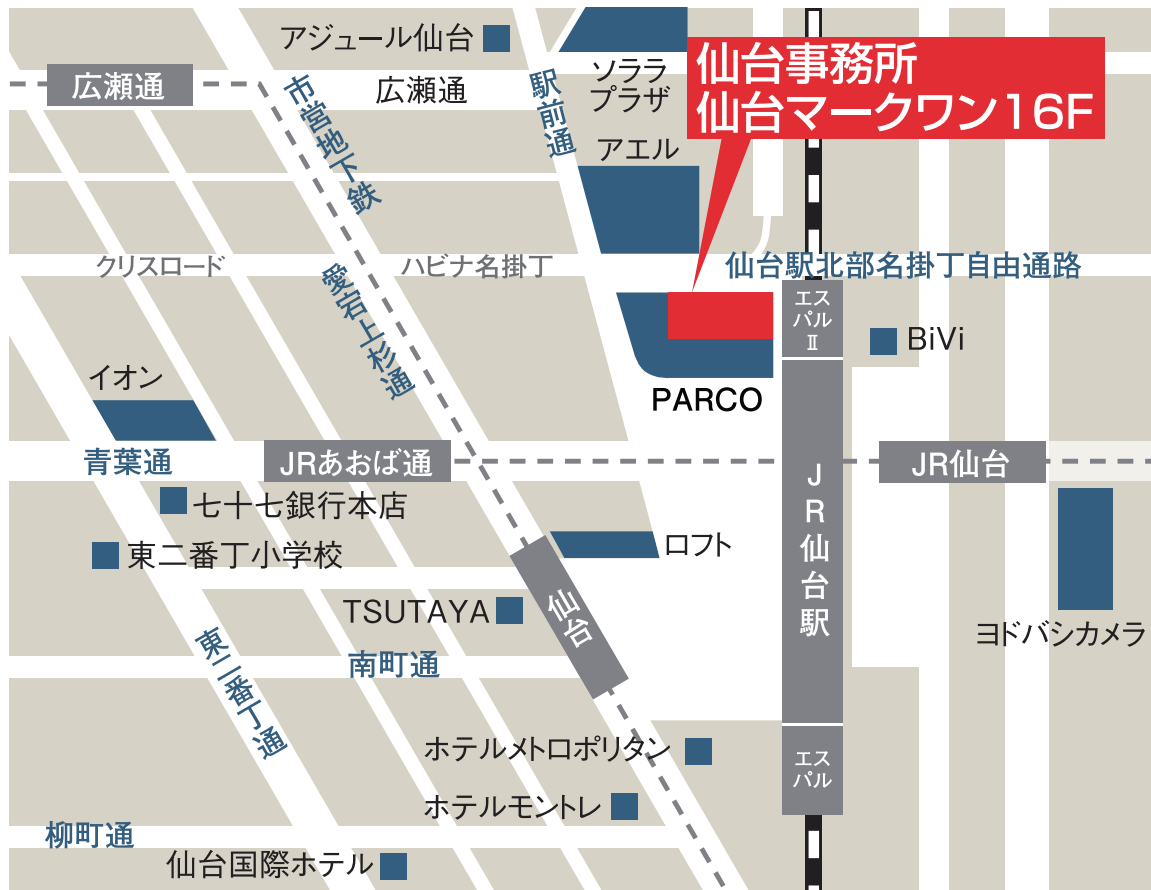 アジュール仙台
広瀬通
広瀬通
市営地下鉄
駅前通
ソララ
プラザ
仙台事務所
仙台マークワン16F
アエル
クリスロード
ハピナ名掛丁
仙台駅北部名掛丁自由通路
愛宕上杉通
エス
パル
Ⅱ
BiVi
イオン
PARCO
青葉通
JRあおば通
JR仙台
JR仙台駅
七十七銀行本店
東二番丁小学校
ロフト
TSUTAYA
仙台
ヨドバシカメラ
東二番丁通
南町通
ホテルメトロポリタン
エス
パル
ホテルモントレ
柳町通
仙台国際ホテル